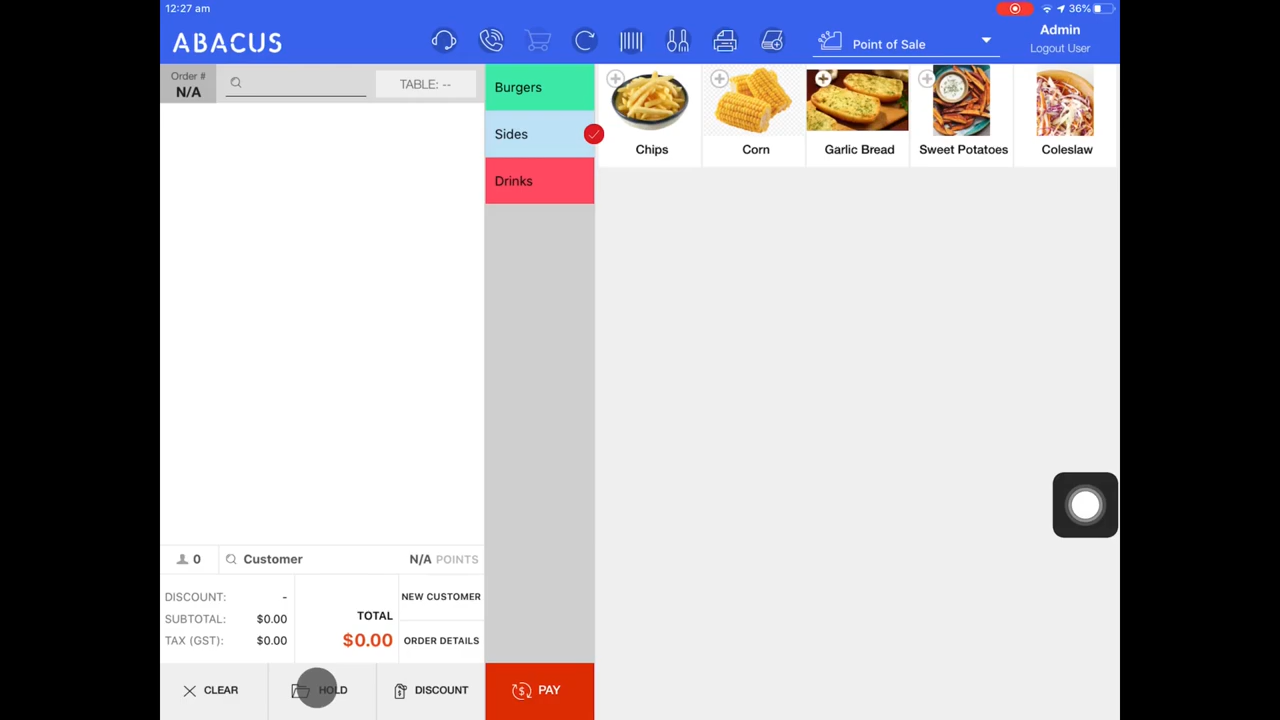 12:27 am
36%
ABACUS
Point of Sale
Admin
Logout User
Order #
N/A
TABLE: --
Burgers
Sides
Drinks
Chips
Corn
Garlic Bread
Sweet Potatoes
Coleslaw
0
Customer
N/A POINTS
DISCOUNT: -
SUBTOTAL: $0.00
TAX (GST): $0.00
TOTAL
$0.00
NEW CUSTOMER
ORDER DETAILS
CLEAR
HOLD
DISCOUNT
PAY